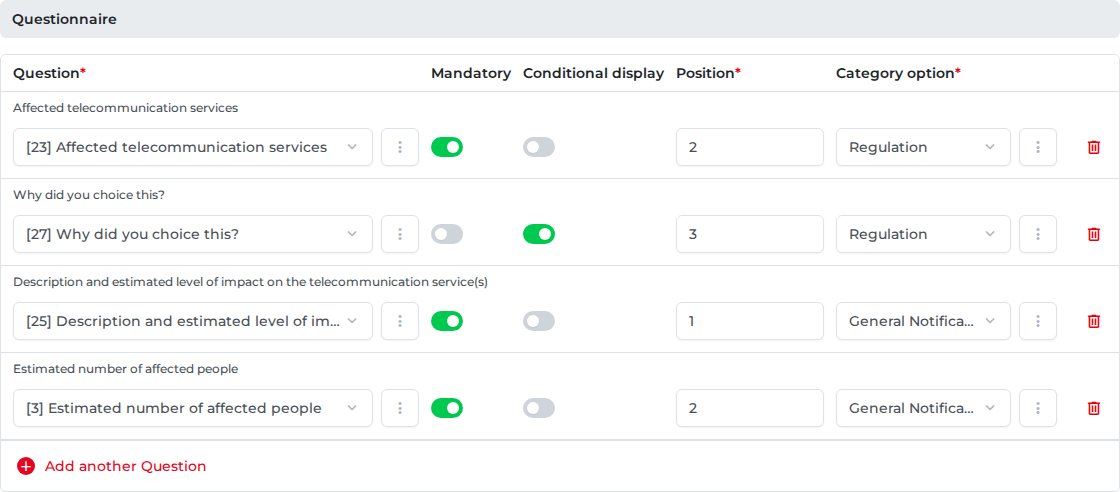 Questionnaire
Question* Mandatory Conditional display Position* Category option*
Affected telecommunication services
[23] Affected telecommunication services 2 Regulation
Why did you choice this?
[27] Why did you choice this? 3 Regulation
Description and estimated level of impact on the telecommunication service(s)
[25] Description and estimated level of im... 1 General Notifica...
Estimated number of affected people
[3] Estimated number of affected people 2 General Notifica...
Add another Question